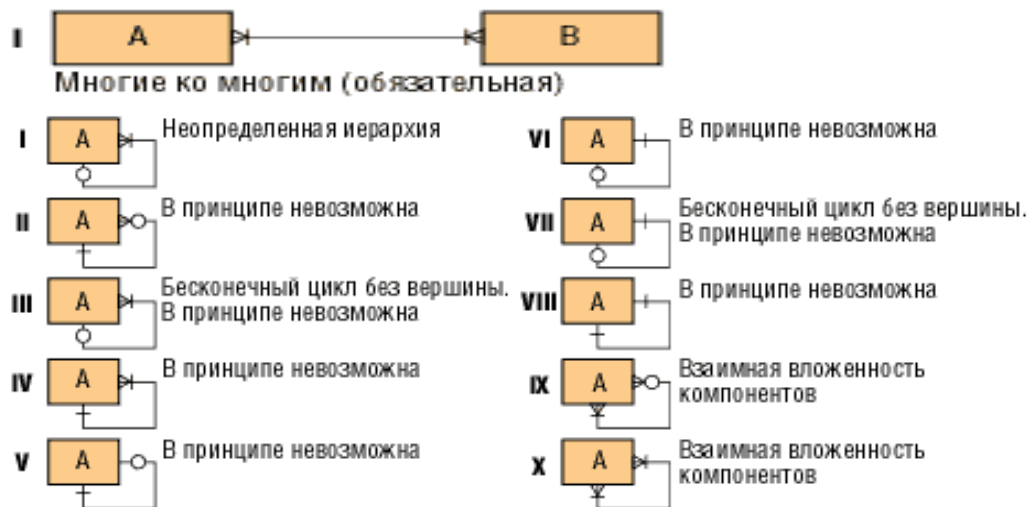 I A B
Многие ко многим (обязательная)
I A Неопределенная иерархия
II A В принципе невозможна
III A Бесконечный цикл без вершины.
В принципе невозможна
IV A В принципе невозможна
V A В принципе невозможна
VI A В принципе невозможна
VII A Бесконечный цикл без вершины.
В принципе невозможна
VIII A В принципе невозможна
IX A Взаимная вложенность
компонентов
X A Взаимная вложенность
компонентов